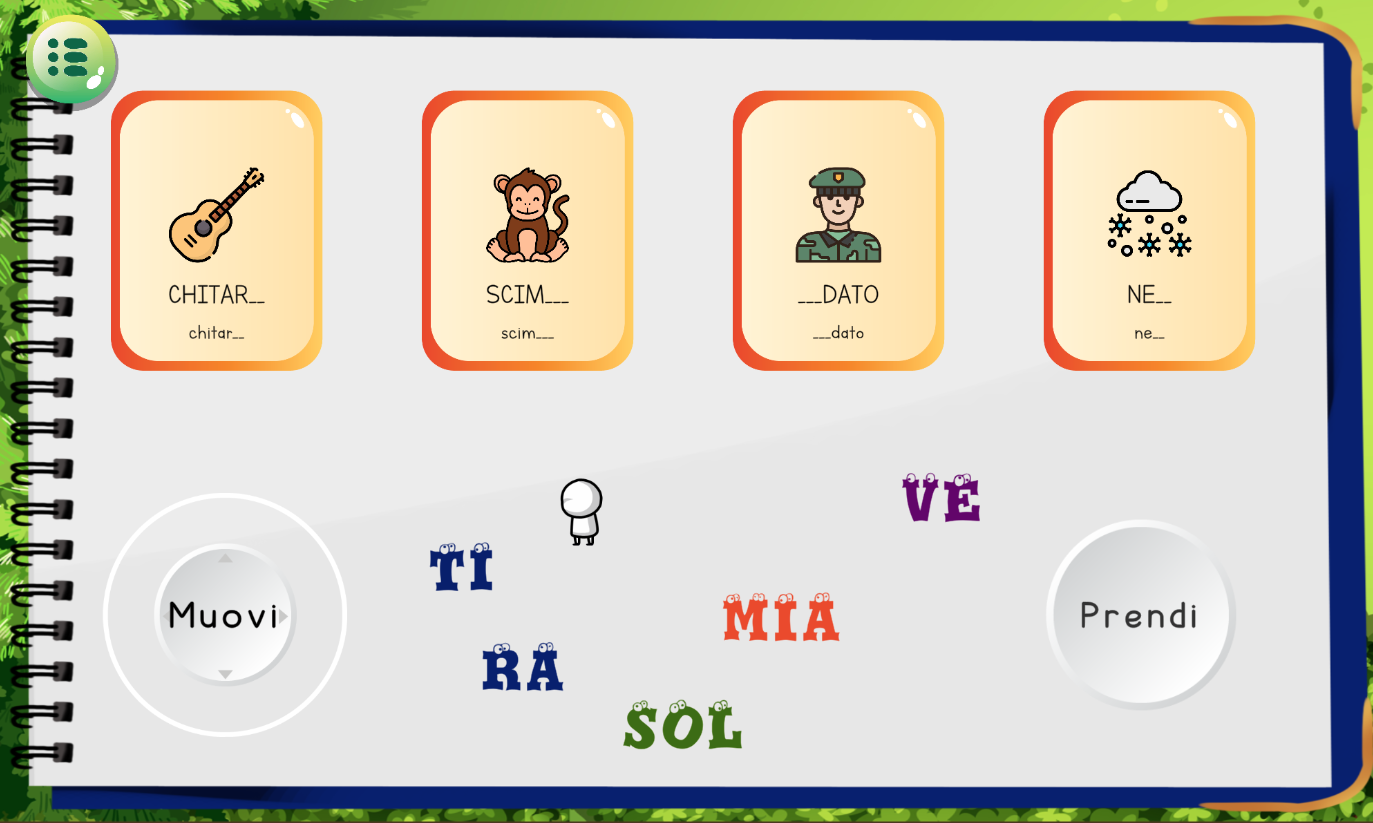 CHITAR__
chitar__
SCIM___
scim___
___DATO
___dato
NE__
ne__
VE
TI
MIA
RA
SOL
Muovi
Prendi